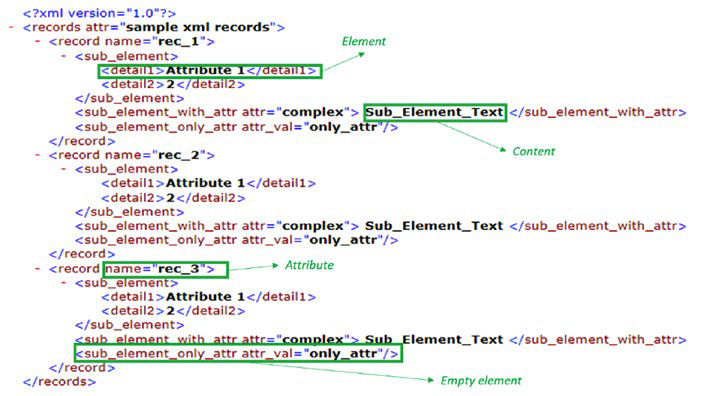 <?xml version="1.0"?>
- <records attr="sample xml records">
- <record name="rec_1">
Element
- <sub_element>
<detail1>Attribute 1</detail1>
<detail2>2</detail2>
</sub_element>
<sub_element_with_attr attr="complex"> Sub_Element_Text </sub_element_with_attr>
<sub_element_only_attr attr_val="only_attr"/>
</record>
Content
- <record name="rec_2">
- <sub_element>
<detail1>Attribute 1</detail1>
<detail2>2</detail2>
</sub_element>
<sub_element_with_attr attr="complex"> Sub_Element_Text </sub_element_with_attr>
<sub_element_only_attr attr_val="only_attr"/>
</record>
- <record name="rec_3">
Attribute
- <sub_element>
<detail1>Attribute 1</detail1>
<detail2>2</detail2>
</sub_element>
<sub_element_with_attr attr="complex"> Sub_Element_Text </sub_element_with_attr>
<sub_element_only_attr attr_val="only_attr"/>
</record>
Empty element
</records>